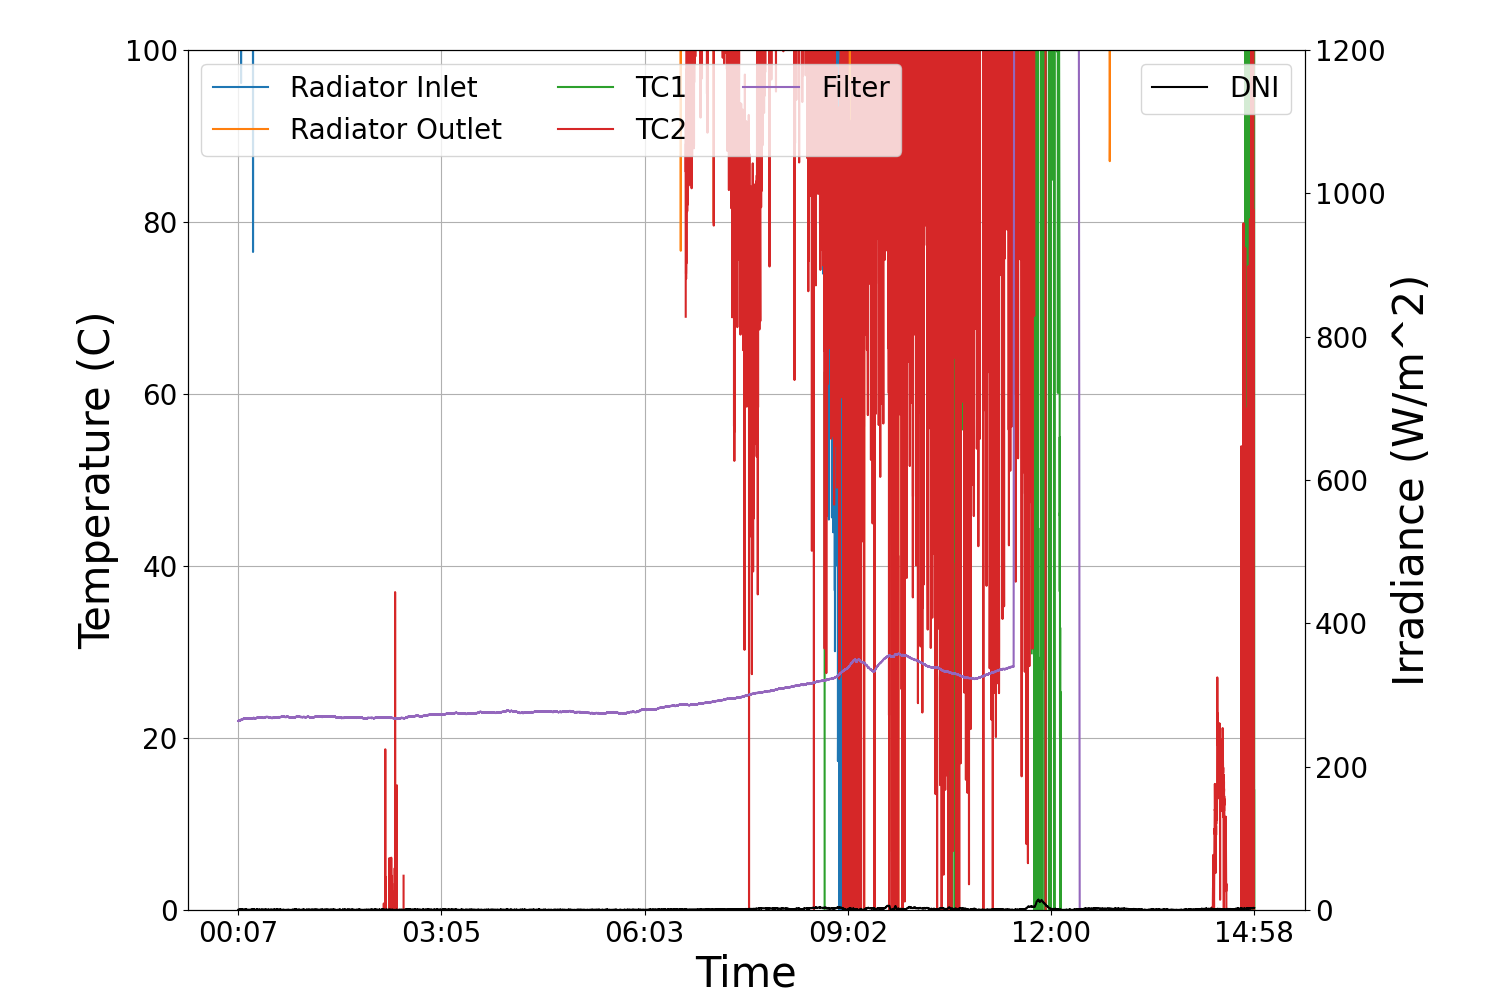 100
80
60
40
20
0
Temperature (C)
Radiator Inlet
Radiator Outlet
TC1
TC2
Filter
DNI
1200
1000
800
600
400
200
0
Irradiance (W/m^2)
00:07 03:05 06:03 09:02 12:00 14:58
Time